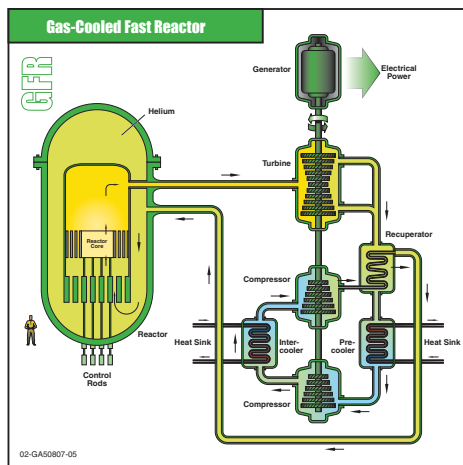 Gas-Cooled Fast Reactor
GFR
Generator
Electrical
Power
Helium
Turbine
Recuperator
Reactor
Core
Compressor
Reactor
Heat Sink
Inter-
cooler
Pre-
cooler
Heat Sink
Control
Rods
Compressor
02-GA50807-05